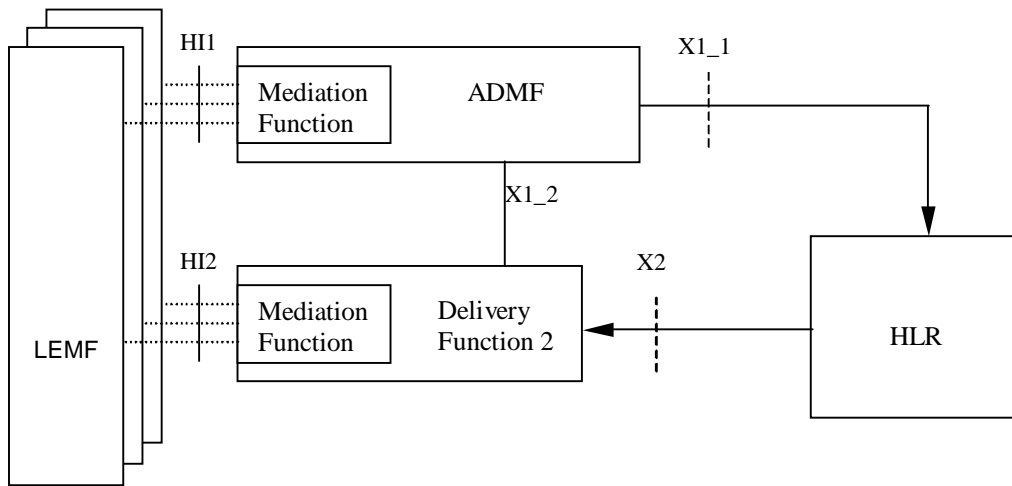 HI1
X1_1
Mediation
Function
ADMF
X1_2
HI2
X2
Mediation
Function
Delivery
Function 2
LEMF
HLR